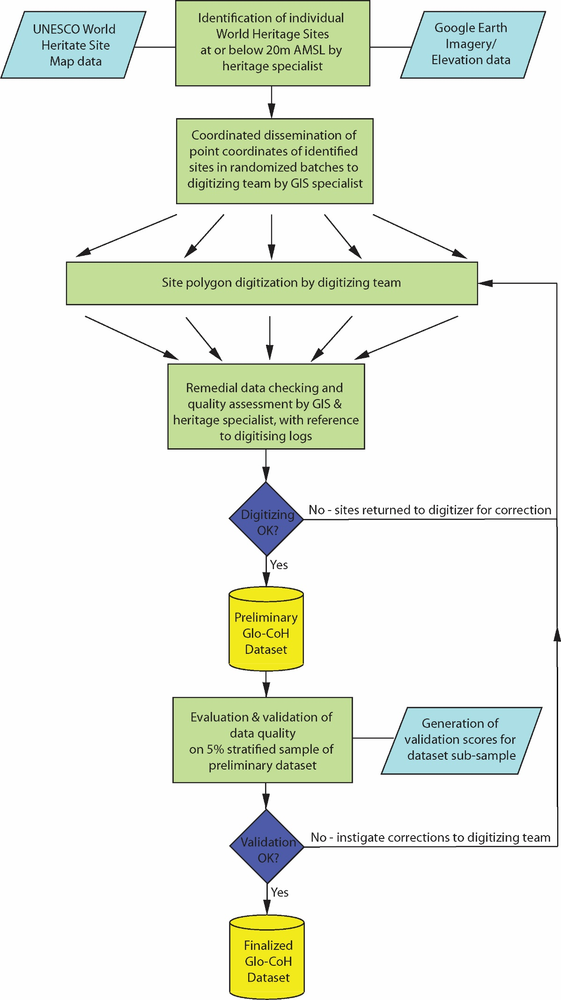 UNESCO World
Heritate Site
Map data
Identification of individual
World Heritage Sites
at or below 20m AMSL by
heritage specialist
Google Earth
Imagery/
Elevation data
Coordinated dissemination of
point coordinates of identified
sites in randomized batches to
digitizing team by GIS specialist
Site polygon digitization by digitizing team
Remedial data checking and
quality assessment by GIS &
heritage specialist, with reference
to digitising logs
Digitizing
OK?
No - sites returned to digitizer for correction
Yes
Preliminary
Glo-CoH
Dataset
Evaluation & validation of
data quality
on 5% stratified sample of
preliminary dataset
Generation of
validation scores for
dataset sub-sample
Validation
OK?
No - instigate corrections to digitizing team
Yes
Finalized
Glo-CoH
Dataset